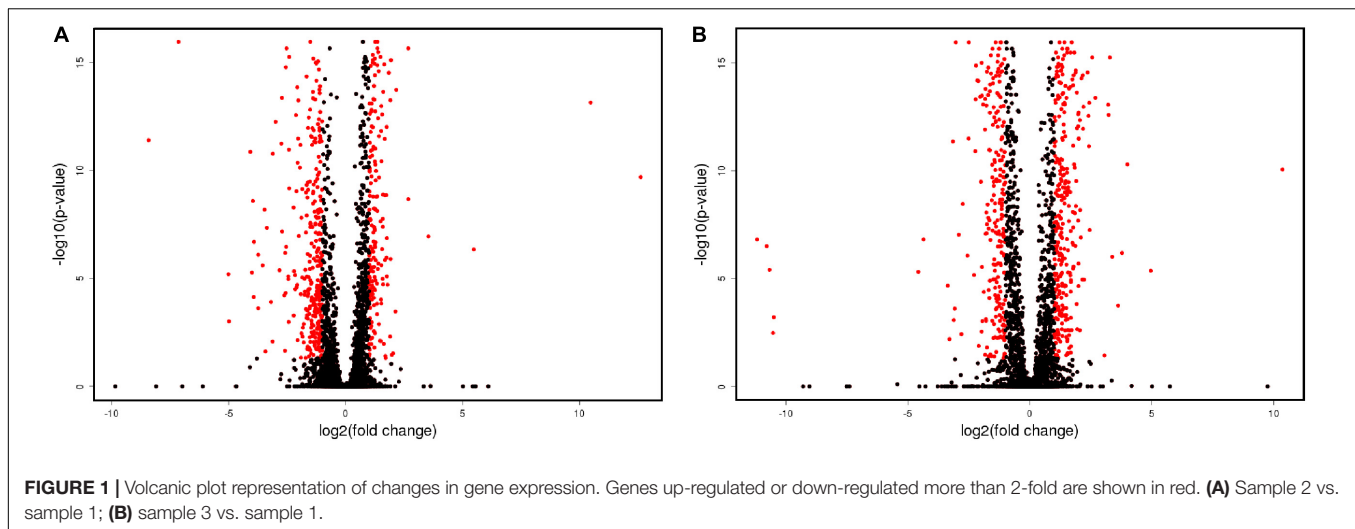 A
B
15
10
5
0
-log10(p-value)
-10
-5
0
5
10
log2(fold change)
15
10
5
0
-log10(p-value)
-10
-5
0
5
10
log2(fold change)
FIGURE 1 | Volcanic plot representation of changes in gene expression. Genes up-regulated or down-regulated more than 2-fold are shown in red. (A) Sample 2 vs.
sample 1; (B) sample 3 vs. sample 1.